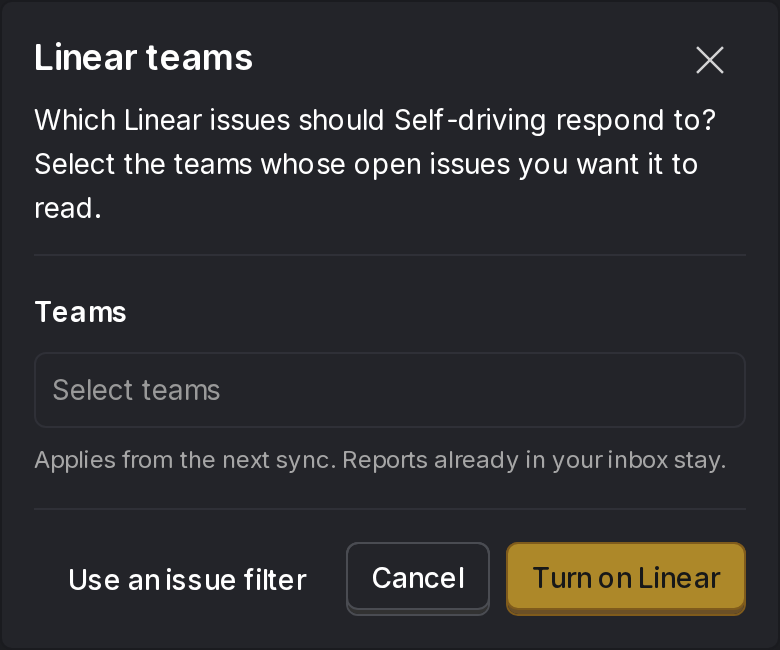 Linear teams
Which Linear issues should Self-driving respond to?
Select the teams whose open issues you want it to
read.
Teams
Select teams
Applies from the next sync. Reports already in your inbox stay.
Use an issue filter
Cancel
Turn on Linear